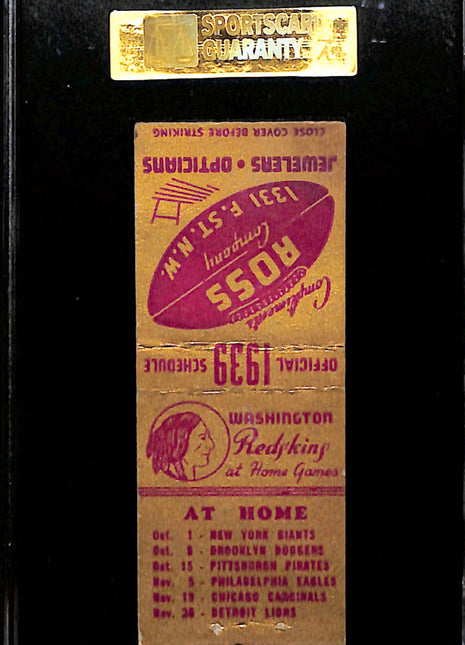 SPORTSCARD
GUARANTY
CLOSE COVER BEFORE STRIKING
JEWELERS • OPTICIANS
1331 F. ST. N.W.
Company
ROSS
Compliments
OFFICIAL 1939 SCHEDULE
WASHINGTON
Redskins
at Home Games
AT HOME
Oct. 1 - NEW YORK GIANTS
Oct. 8 - BROOKLYN DODGERS
Oct. 15 - PITTSBURGH PIRATES
Nov. 5 - PHILADELPHIA EAGLES
Nov. 19 - CHICAGO CARDINALS
Nov. 26 - DETROIT LIONS